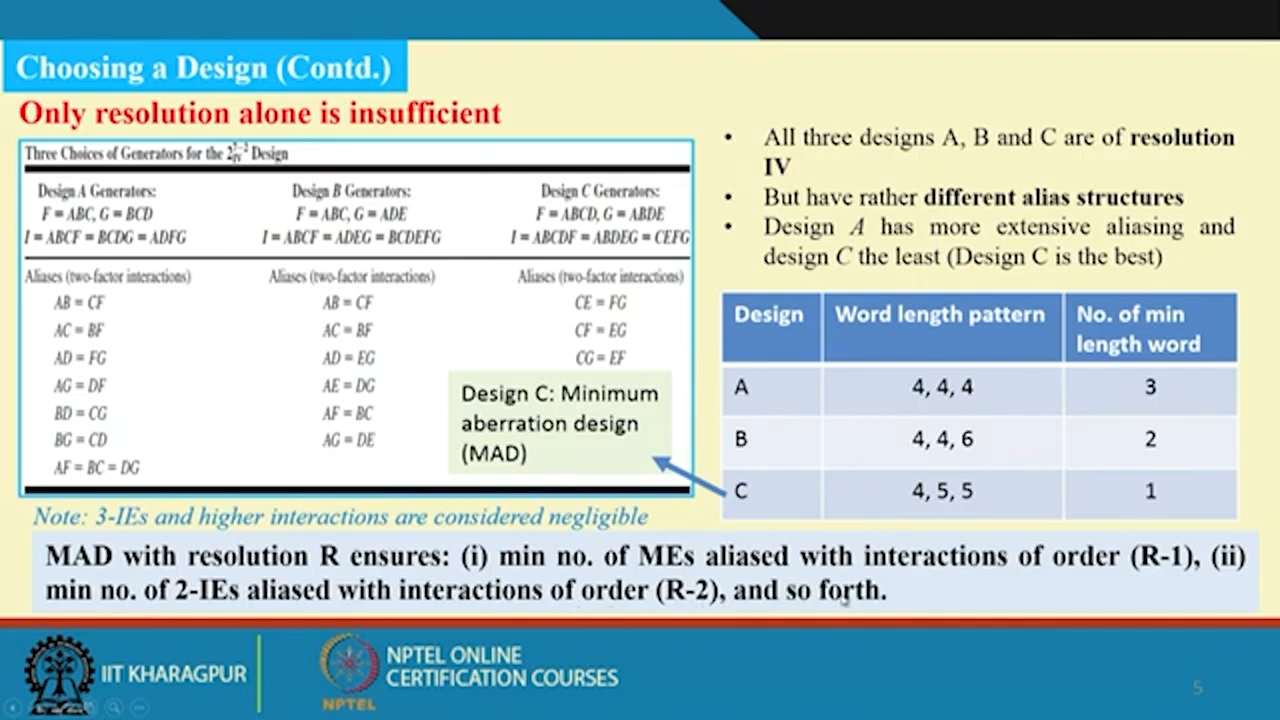 Choosing a Design (Contd.)
Only resolution alone is insufficient
Three Choices of Generators for the 2^{7-2}_{IV} Design
Design A Generators: Design B Generators: Design C Generators:
F = ABC, G = BCD F = ABC, G = ADE F = ABCD, G = ABDE
I = ABCF = BCDG = ADFG I = ABCF = ADEG = BCDEFG I = ABCDF = ABDEG = CEFG
Aliases (two-factor interactions) Aliases (two-factor interactions) Aliases (two-factor interactions)
AB = CF AB = CF CE = FG
AC = BF AC = BF CF = EG
AD = FG AD = EG CG = EF
AG = DF AE = DG
BD = CG AF = BC
BG = CD AG = DE
AF = BC = DG
Design C: Minimum
aberration design
(MAD)
Note: 3-IEs and higher interactions are considered negligible
• All three designs A, B and C are of resolution
IV
• But have rather different alias structures
• Design A has more extensive aliasing and
design C the least (Design C is the best)
Design Word length pattern No. of min
length word
A 4, 4, 4 3
B 4, 4, 6 2
C 4, 5, 5 1
MAD with resolution R ensures: (i) min no. of MEs aliased with interactions of order (R-1), (ii)
min no. of 2-IEs aliased with interactions of order (R-2), and so forth.
IIT KHARAGPUR
NPTEL
NPTEL ONLINE
CERTIFICATION COURSES
5